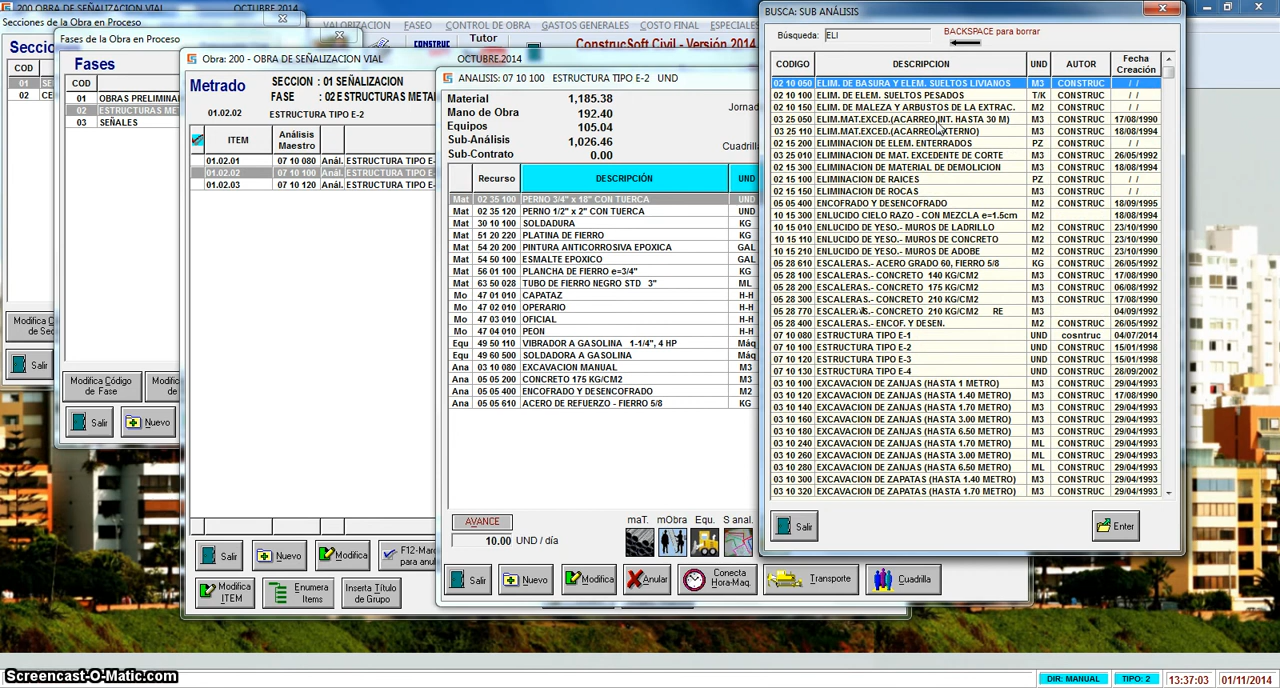 200 OBRA DE SEÑALIZACION VIAL OCTUBRE 2014
VALORIZACION FASEO CONTROL DE OBRA GASTOS GENERALES COSTO FINAL ESPECIALES
CONSTRUC Tutor ConstrucSoft Civil - Versión 2014
Secciones de la Obra en Proceso
Seccio
COD
01 SE
02 CE
Modifica C
de Sec
Salir
Fases de la Obra en Proceso
Fases
COD
01 OBRAS PRELIMINA
02 ESTRUCTURAS ME
03 SEÑALES
Modifica Código
de Fase
Modific
de
Salir
Nuevo
Obra: 200 - OBRA DE SEÑALIZACION VIAL OCTUBRE.2014
Metrado
SECCION : 01 SEÑALIZACIÓN
FASE : 02 ESTRUCTURAS METAL
01.02.02 ESTRUCTURA TIPO E-2
ITEM Análisis Maestro
01.02.01 07 10 080 Anál. ESTRUCTURA TIPO E-
01.02.02 07 10 100 Anál. ESTRUCTURA TIPO E-
01.02.03 07 10 120 Anál. ESTRUCTURA TIPO E-
Salir
Nuevo
Modifica
F12-Marc
para anul
Modifica
ITEM
Enumera
Items
Inserta Título
de Grupo
ANALISIS: 07 10 100 ESTRUCTURA TIPO E-2 UND
Material 1,185.38
Mano de Obra 192.40
Equipos 105.04
Sub-Análisis 1,026.46
Sub-Contrato 0.00
Jornad
Cuadrilla
Recurso DESCRIPCIÓN UND
Mat 02 35 100 PERNO 3/4" x 18" CON TUERCA UND
Mat 02 35 120 PERNO 1/2" x 2" CON TUERCA UND
Mat 30 10 100 SOLDADURA KG
Mat 51 20 220 PLATINA DE FIERRO KG
Mat 54 20 200 PINTURA ANTICORROSIVA EPOXICA GAL
Mat 54 50 200 ESMALTE EPOXICO GAL
Mat 56 01 100 PLANCHA DE FIERRO e=3/4" KG
Mat 63 50 028 TUBO DE FIERRO NEGRO STD 3" ML
Mo 47 01 010 CAPATAZ H-H
Mo 47 02 010 OPERARIO H-H
Mo 47 03 010 OFICIAL H-H
Mo 47 04 010 PEON H-H
Equ 49 50 110 VIBRADOR A GASOLINA 1-1/4", 4 HP Máq
Equ 49 60 500 SOLDADORA A GASOLINA Máq
Ana 03 10 080 EXCAVACION MANUAL M3
Ana 05 05 200 CONCRETO 175 KG/CM2 M3
Ana 05 05 400 ENCOFRADO Y DESENCOFRADO M2
Ana 05 05 610 ACERO DE REFUERZO - FIERRO 5/8 KG
AVANCE
10.00 UND / día
maT. mObra Equ. S anal.
Salir
Nuevo
Modifica
Anular
Conecta
Hora-Maq.
Transporte
Cuadrilla
BUSCA: SUB ANÁLISIS
Búsqueda: ELI
BACKSPACE para borrar
CODIGO DESCRIPCION UND AUTOR Fecha Creación
02 10 050 ELIM. DE BASURA Y ELEM. SUELTOS LIVIANOS M3 CONSTRUC / /
02 10 100 ELIM. DE ELEM. SUELTOS PESADOS T/K CONSTRUC / /
02 10 150 ELIM. DE MALEZA Y ARBUSTOS DE LA EXTRAC. M2 CONSTRUC / /
03 25 050 ELIM.MAT.EXCED.(ACARREO INT. HASTA 30 M) M3 CONSTRUC 17/08/1990
03 25 110 ELIM.MAT.EXCED.(ACARREO EXTERNO) M3 CONSTRUC 18/08/1994
02 15 200 ELIMINACION DE ELEM. ENTERRADOS PZ CONSTRUC / /
03 25 010 ELIMINACION DE MAT. EXCEDENTE DE CORTE M3 CONSTRUC 26/05/1992
02 15 300 ELIMINACION DE MATERIAL DE DEMOLICION M3 CONSTRUC 18/08/1994
02 15 100 ELIMINACION DE RAICES PZ CONSTRUC / /
02 15 150 ELIMINACION DE ROCAS M3 CONSTRUC / /
05 05 400 ENCOFRADO Y DESENCOFRADO M2 CONSTRUC 18/09/1995
10 15 300 ENLUCIDO CIELO RAZO - CON MEZCLA e=1.5cm M2 18/08/1994
10 15 010 ENLUCIDO DE YESO.- MUROS DE LADRILLO M2 CONSTRUC 23/10/1990
10 15 110 ENLUCIDO DE YESO.- MUROS DE CONCRETO M2 CONSTRUC 23/10/1990
10 15 210 ENLUCIDO DE YESO.- MUROS DE ADOBE M2 CONSTRUC 23/10/1990
05 28 610 ESCALERAS.- ACERO GRADO 60, FIERRO 5/8 KG CONSTRUC 26/05/1992
05 28 100 ESCALERAS.- CONCRETO 140 KG/CM2 M3 CONSTRUC 17/08/1990
05 28 200 ESCALERAS.- CONCRETO 175 KG/CM2 M3 CONSTRUC 06/08/1992
05 28 300 ESCALERAS.- CONCRETO 210 KG/CM2 M3 CONSTRUC 17/08/1990
05 28 770 ESCALERAS.- CONCRETO 210 KG/CM2 RE M3 04/09/1992
05 28 400 ESCALERAS.- ENCOF. Y DESEN. M2 CONSTRUC 26/05/1992
07 10 080 ESTRUCTURA TIPO E-1 UND cosntruc 04/07/2014
07 10 100 ESTRUCTURA TIPO E-2 UND CONSTRUC 15/01/1998
07 10 120 ESTRUCTURA TIPO E-3 UND CONSTRUC 15/01/1998
07 10 130 ESTRUCTURA TIPO E-4 UND CONSTRUC 28/09/2002
03 10 100 EXCAVACION DE ZANJAS (HASTA 1 METRO) M3 CONSTRUC 29/04/1993
03 10 120 EXCAVACION DE ZANJAS (HASTA 1.40 METRO) M3 CONSTRUC 17/08/1990
03 10 140 EXCAVACION DE ZANJAS (HASTA 1.70 METRO) M3 CONSTRUC 29/04/1993
03 10 160 EXCAVACION DE ZANJAS (HASTA 3.00 METRO) M3 CONSTRUC 29/04/1993
03 10 180 EXCAVACION DE ZANJAS (HASTA 6.50 METRO) M3 CONSTRUC 29/04/1993
03 10 240 EXCAVACION DE ZANJAS (HASTA 1.70 METRO) ML CONSTRUC 29/04/1993
03 10 260 EXCAVACION DE ZANJAS (HASTA 3.00 METRO) ML CONSTRUC 29/04/1993
03 10 280 EXCAVACION DE ZANJAS (HASTA 6.50 METRO) ML CONSTRUC 29/04/1993
03 10 300 EXCAVACION DE ZAPATAS (HASTA 1.40 METRO) M3 CONSTRUC 29/04/1993
03 10 320 EXCAVACION DE ZAPATAS (HASTA 1.70 METRO) M3 CONSTRUC 29/04/1993
Salir
Enter
Screencast-O-Matic.com
DIR: MANUAL TIPO: 2 13:37:03 01/11/2014